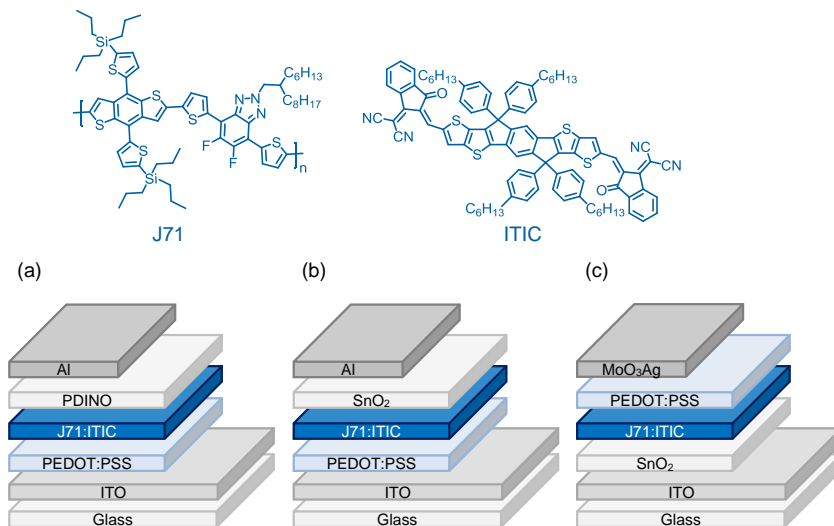 Si
S
S
C₆H₁₃
C₈H₁₇
N
N
N
S
S
F
F
S
n
S
Si
J71
C₆H₁₃
O
C₆H₁₃
NC
CN
S
S
S
S
CN
CN
O
C₆H₁₃
C₆H₁₃
ITIC
(a)
(b)
(c)
Al
PDINO
J71:ITIC
PEDOT:PSS
ITO
Glass
Al
SnO₂
J71:ITIC
PEDOT:PSS
ITO
Glass
MoO₃Ag
PEDOT:PSS
J71:ITIC
SnO₂
ITO
Glass